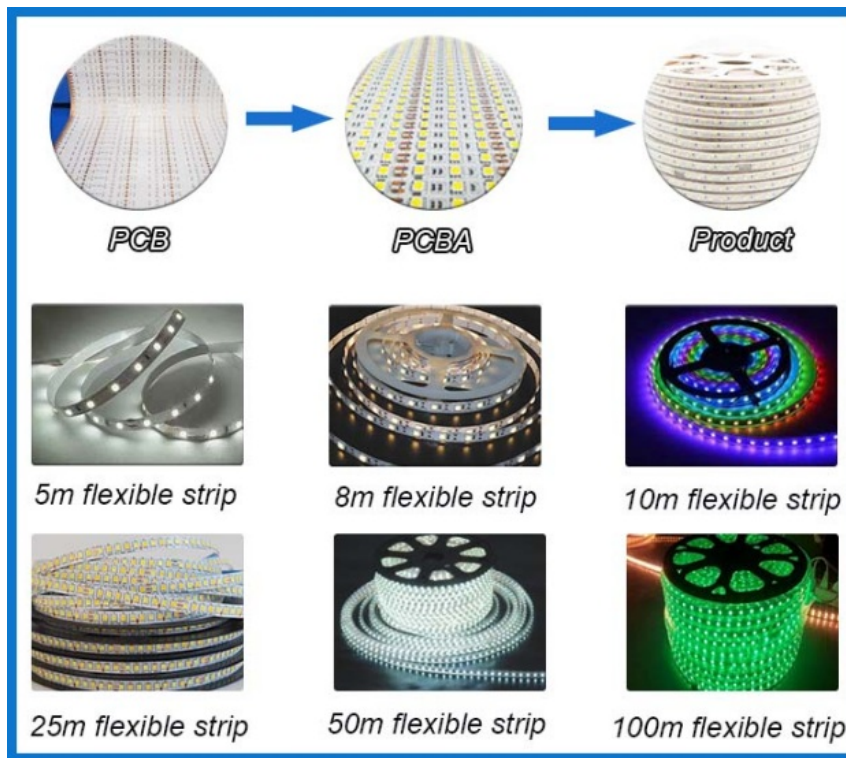 PCB
PCBA
Product
5m flexible strip
8m flexible strip
10m flexible strip
25m flexible strip
50m flexible strip
100m flexible strip